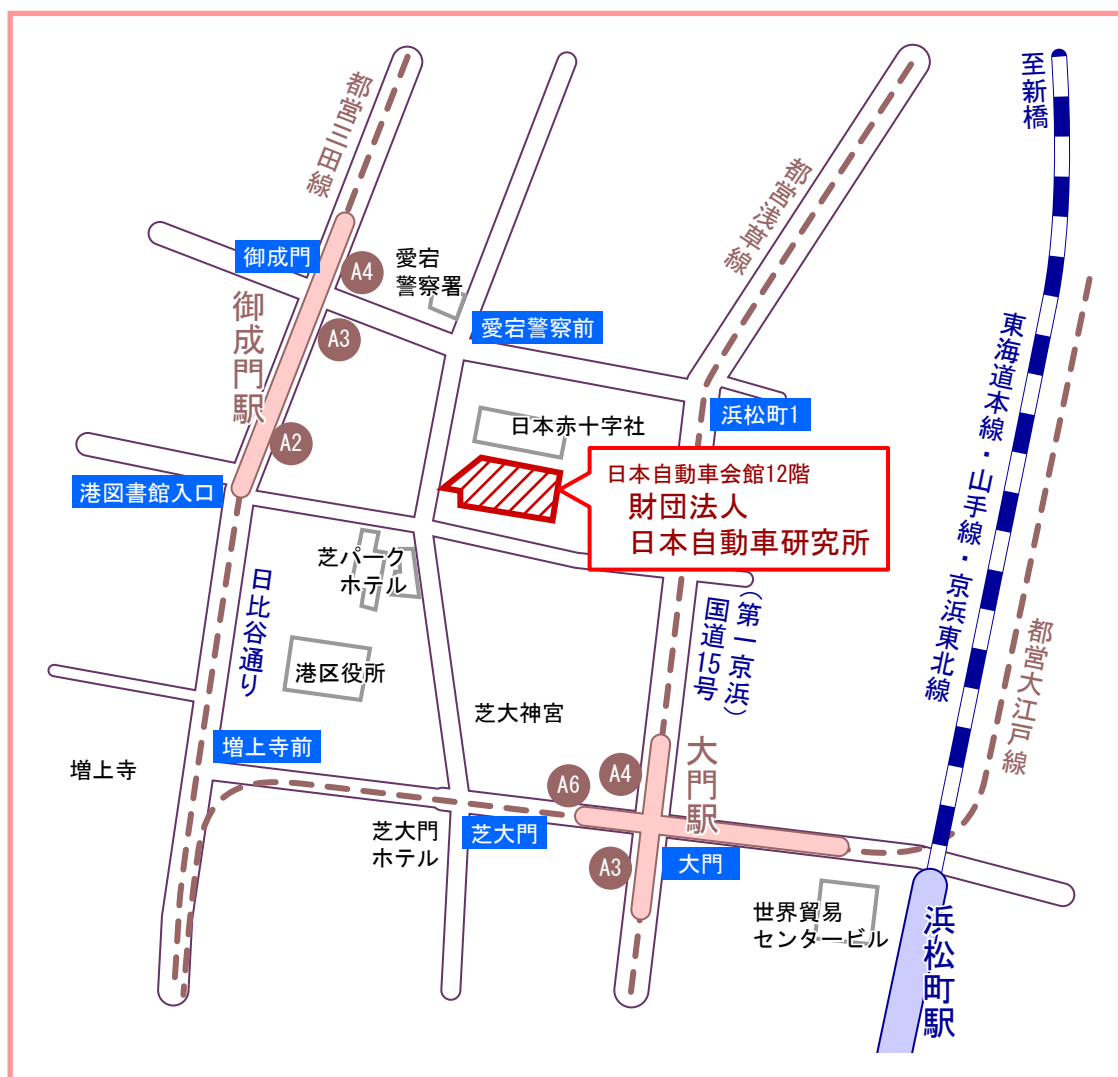 至新橋
都営三田線
都営浅草線
御成門
A4
愛宕
警察署
御成門駅
A3
愛宕警察前
東海道本線・山手線・京浜東北線
浜松町1
日本赤十字社
A2
日本自動車会館12階
財団法人
日本自動車研究所
港図書館入口
芝パーク
ホテル
日比谷通り
(第一京浜)
国道15号
都営大江戸線
港区役所
芝大神宮
増上寺前
増上寺
大門駅
A4
A6
芝大門
ホテル
芝大門
A3
大門
世界貿易
センタービル
浜松町駅